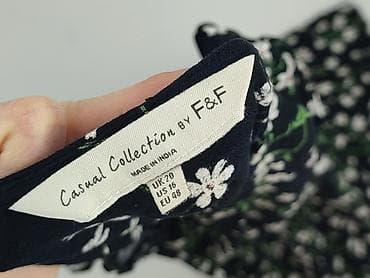 Casual Collection BY F&F
MADE IN INDIA
UK 20
US 16
EU 48